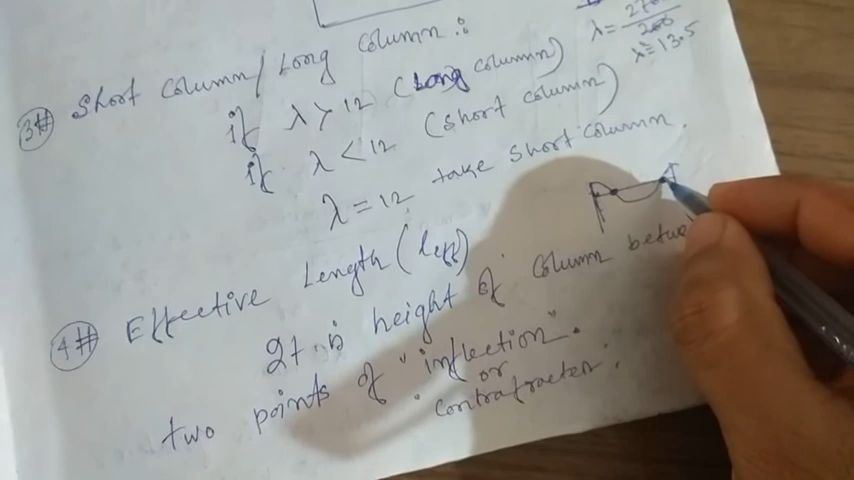 λ = 270 / 200
λ = 13.5
3# Short Column / Long Column :
if λ > 12 (Long column)
if λ < 12 (short column)
λ = 12 take short column.
4# Effective Length (leff)
It is height of column betwe
two points of "inflection".
or
contrafracter.